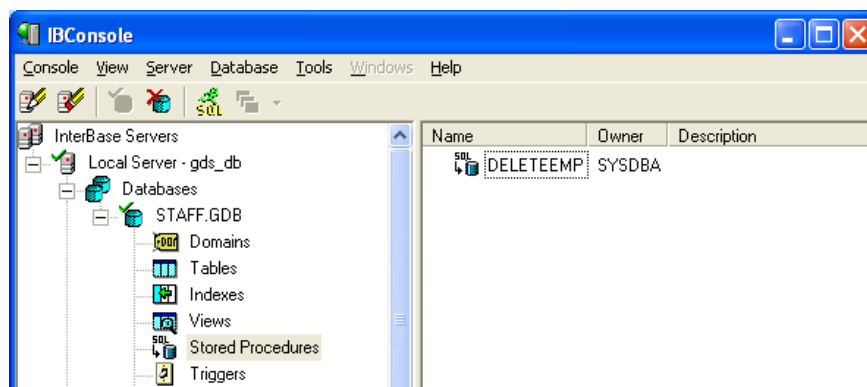 IBConsole
Console View Server Database Tools Windows Help
SQL
InterBase Servers
Local Server - gds_db
Databases
STAFF.GDB
Domains
Tables
Indexes
Views
SQL
Stored Procedures
Triggers
Name Owner Description
SQL
DELETEEMP SYSDBA